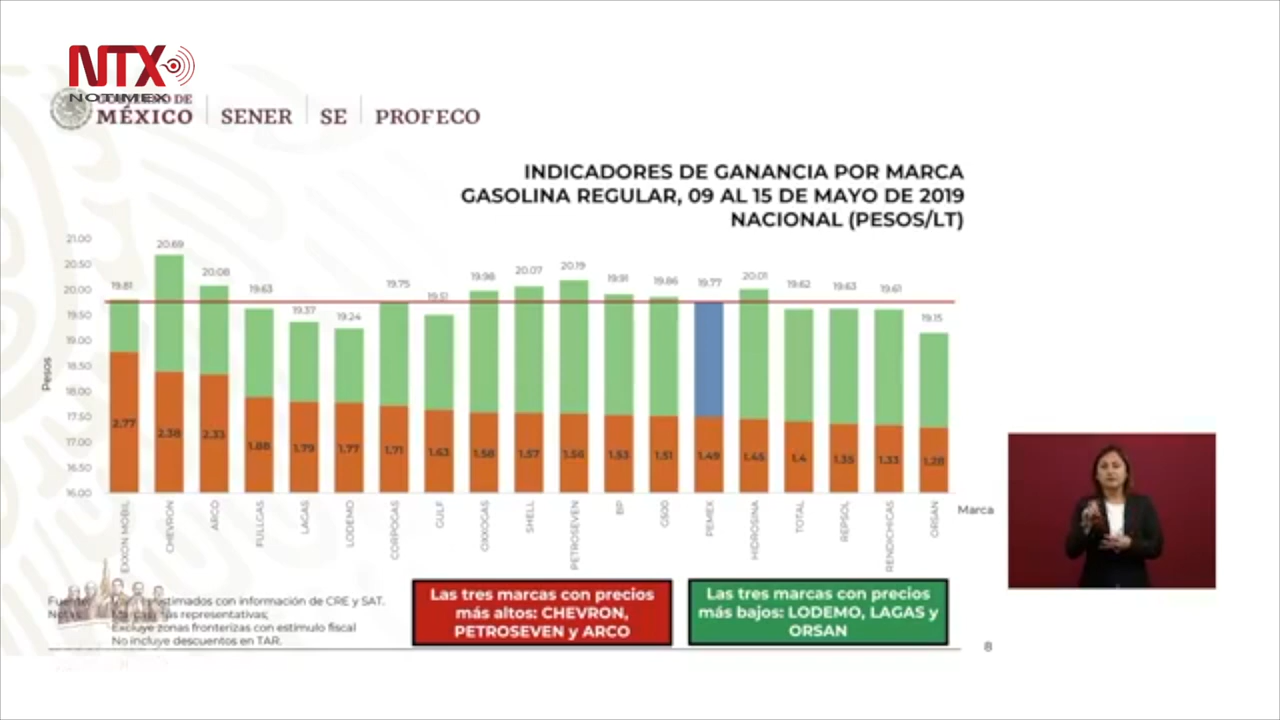 NTX
NOTIMEX
DE
MÉXICO
SENER
SE
PROFECO
INDICADORES DE GANANCIA POR MARCA
GASOLINA REGULAR, 09 AL 15 DE MAYO DE 2019
NACIONAL (PESOS/LT)
21.00
20.50
20.00
19.50
19.00
18.50
18.00
17.50
17.00
16.50
16.00
Pesos
19.81
20.69
20.08
19.63
19.37
19.24
19.75
19.51
19.98
20.07
20.19
19.91
19.86
19.77
20.01
19.62
19.63
19.61
19.15
2.77
2.38
2.33
1.88
1.79
1.77
1.71
1.63
1.58
1.57
1.56
1.53
1.51
1.49
1.45
1.4
1.35
1.33
1.28
EXXON MOBIL
CHEVRON
ARCO
FULLGAS
LAGAS
LODEMO
CORPOGAS
GULF
OXXOGAS
SHELL
PETROSEVEN
BP
G500
PEMEX
HIDROSINA
TOTAL
REPSOL
RENDICHICAS
ORSAN
Marca
Las tres marcas con precios
más altos: CHEVRON,
PETROSEVEN y ARCO
Las tres marcas con precios
más bajos: LODEMO, LAGAS y
ORSAN
estimados con información de CRE y SAT.
más representativas;
Excluye zonas fronterizas con estímulo fiscal
No incluye descuentos en TAR.
8